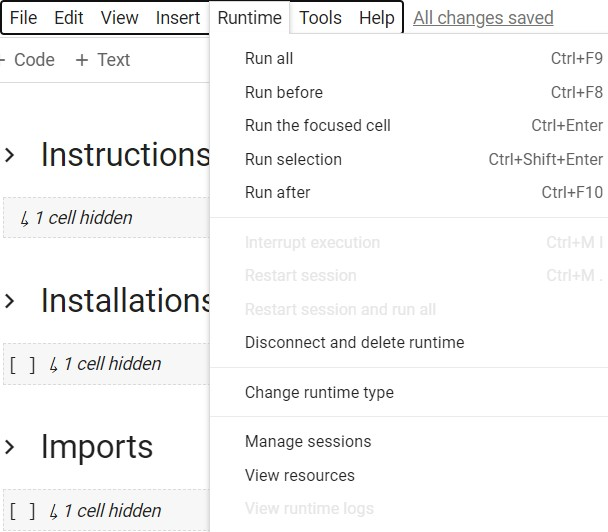 File Edit View Insert Runtime Tools Help All changes saved
+ Code + Text
Run all Ctrl+F9
Run before Ctrl+F8
Run the focused cell Ctrl+Enter
Run selection Ctrl+Shift+Enter
Run after Ctrl+F10
Interrupt execution Ctrl+M I
Restart session Ctrl+M .
Restart session and run all
Disconnect and delete runtime
Change runtime type
Manage sessions
View resources
View runtime logs
Instructions
1 cell hidden
Installations
[ ] 1 cell hidden
Imports
[ ] 1 cell hidden